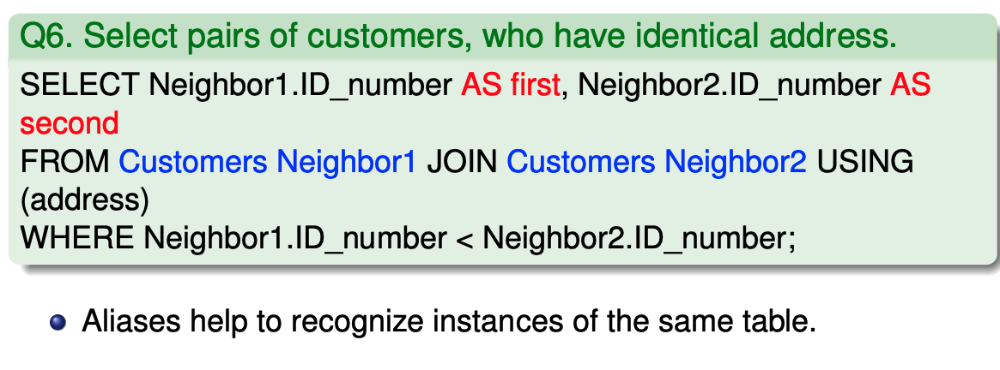 Q6. Select pairs of customers, who have identical address.
SELECT Neighbor1.ID_number AS first, Neighbor2.ID_number AS
second
FROM Customers Neighbor1 JOIN Customers Neighbor2 USING
(address)
WHERE Neighbor1.ID_number < Neighbor2.ID_number;
Aliases help to recognize instances of the same table.